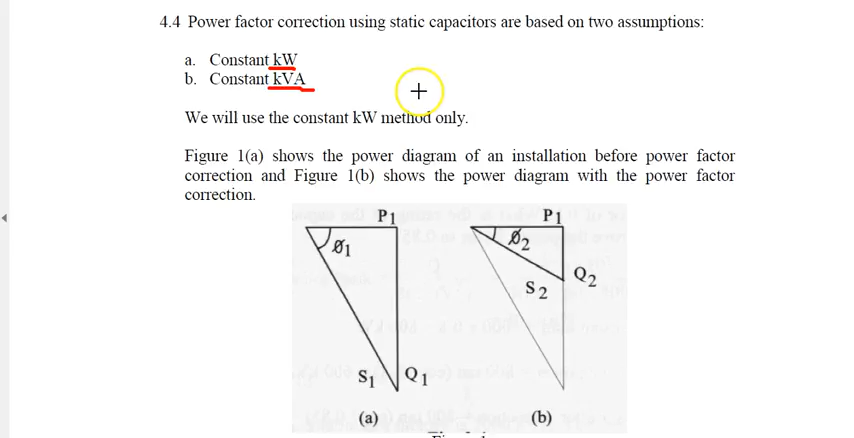 4.4 Power factor correction using static capacitors are based on two assumptions:
a. Constant kW
b. Constant kVA
We will use the constant kW method only.
Figure 1(a) shows the power diagram of an installation before power factor
correction and Figure 1(b) shows the power diagram with the power factor
correction.
P1 P1
Ø1 Ø2
Q2
S2
S1 Q1
(a) (b)